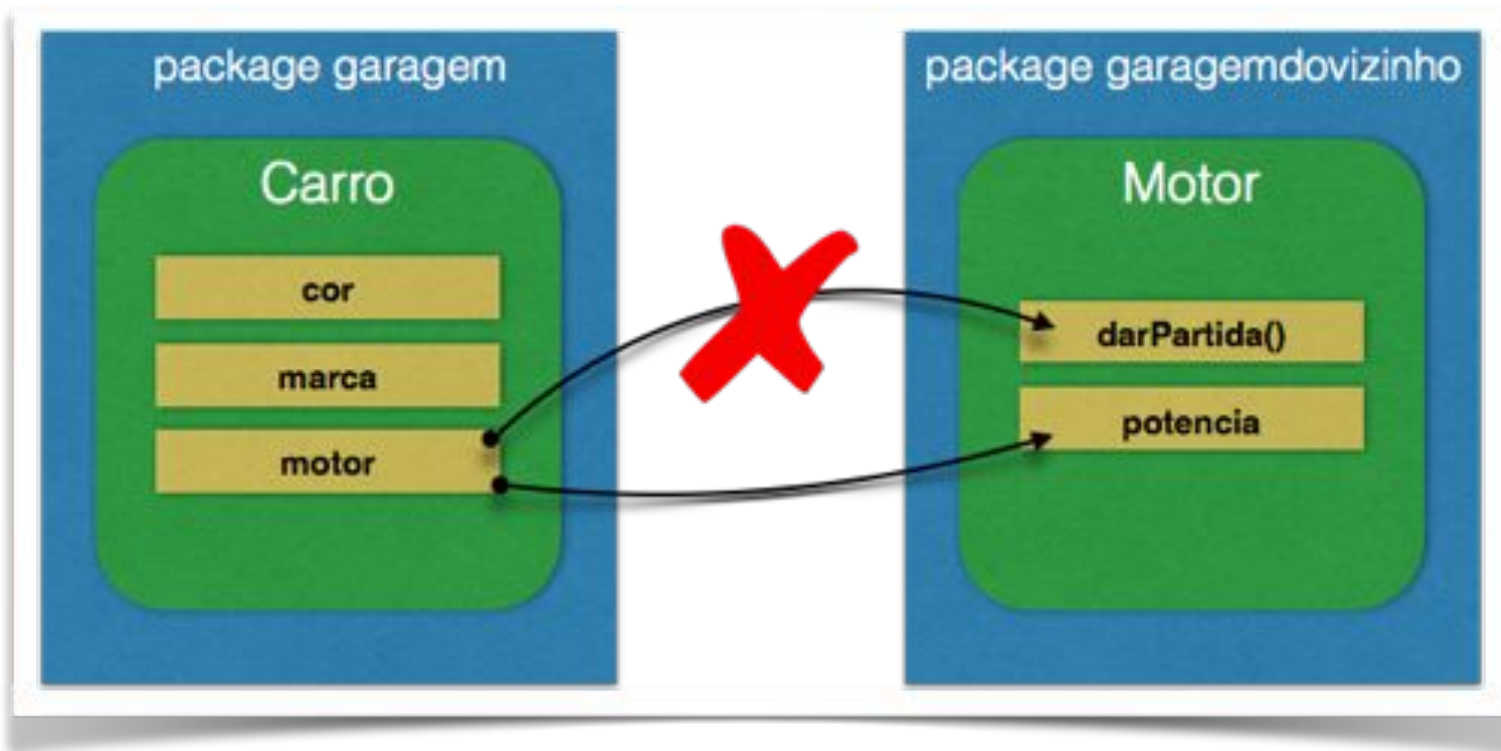 package garagem
Carro
cor
marca
motor
package garagemdovizinho
Motor
darPartida()
potencia